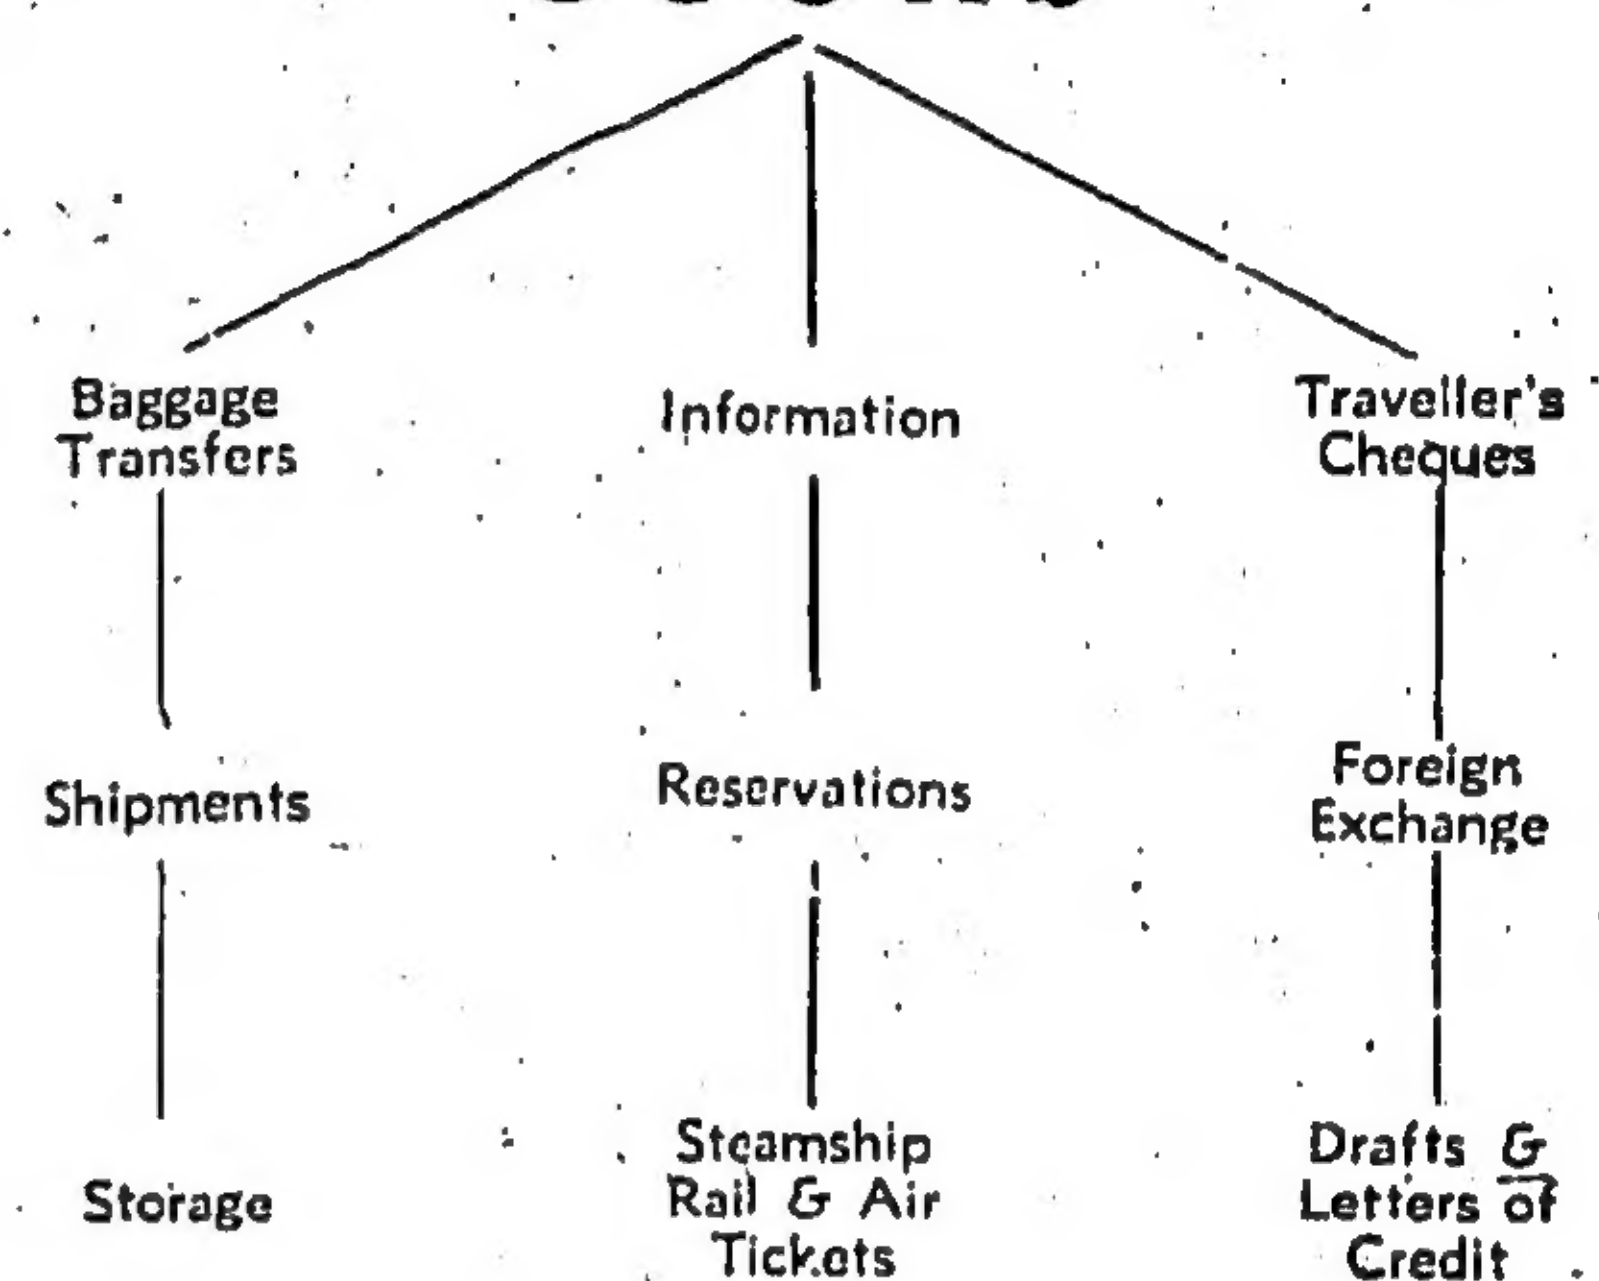 Baggage
Transfers
Information
Traveller's
Cheques
Shipments
Reservations
Foreign
Exchange
Storage
Steamship
Rail & Air
Tickets
Drafts &
Letters of
Credit